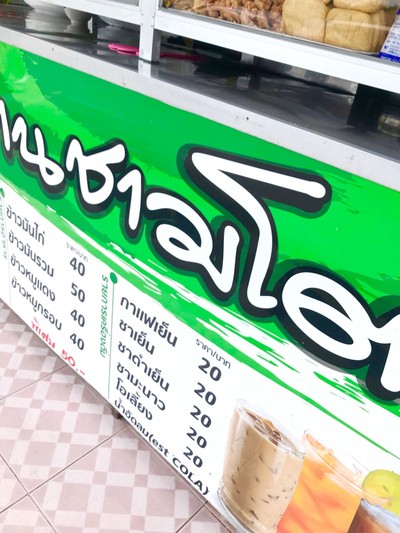 านชามโอ
ราคา/บาท
ข้าวมันไก่ 40
ข้าวมันรวม 50
ข้าวหมูแดง 40
ข้าวหมูกรอบ 40
50
ราคา/บาท
กาแฟเย็น 20
ชาเย็น 20
ชาดำเย็น 20
ชามะนาว 20
โอเลี้ยง 20
น้ำอัดลม(est COLA)